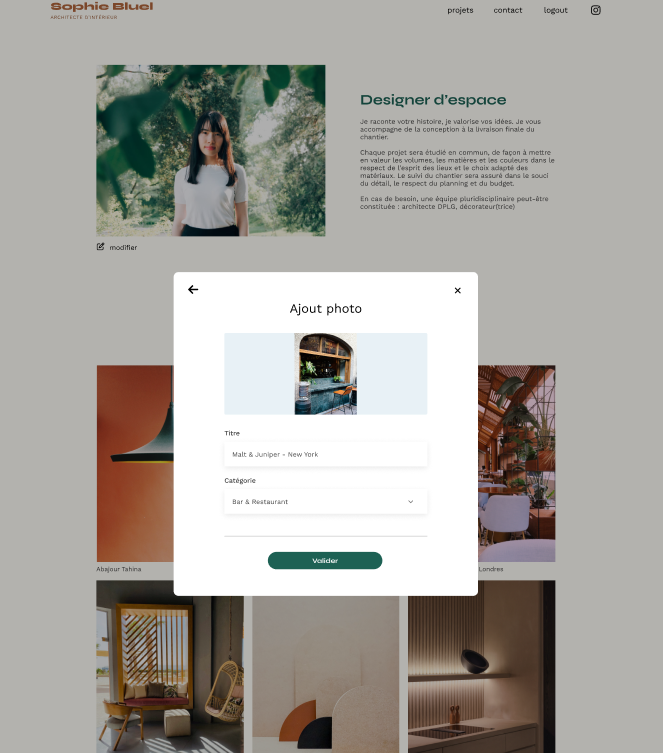 Sophie Bluel
ARCHITECTE D'INTÉRIEUR
projets
contact
logout
Designer d'espace
Je raconte votre histoire, je valorise vos idées. Je vous
accompagne de la conception à la livraison finale du
chantier.
Chaque projet sera étudié en commun, de façon à mettre
en valeur les volumes, les matières et les couleurs dans le
respect de l'esprit des lieux et le choix adapté des
matériaux. Le suivi du chantier sera assuré dans le souci
du détail, le respect du planning et du budget.
En cas de besoin, une équipe pluridisciplinaire peut-être
constituée : architecte DPLG, décorateur(trice)
modifier
Ajout photo
Titre
Malt & Juniper - New York
Catégorie
Bar & Restaurant
Valider
Abajour Tahina
Londres